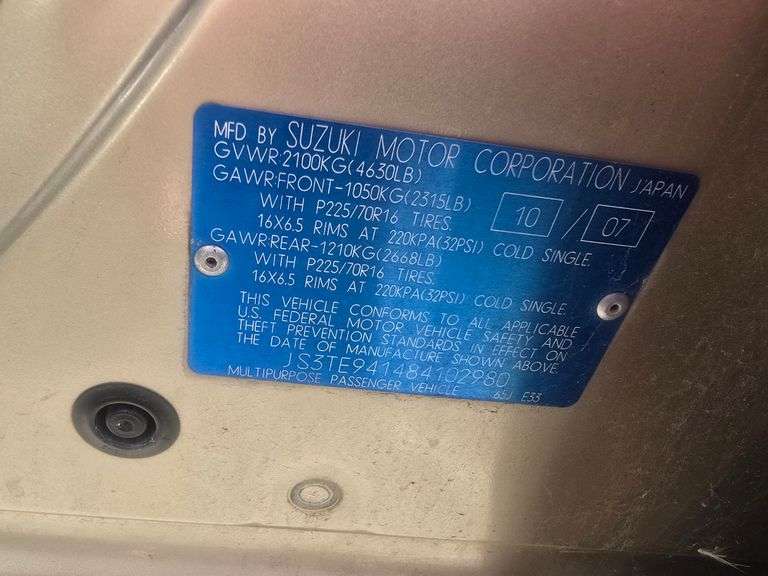 MFD BY SUZUKI MOTOR CORPORATION JAPAN
GVWR:2100KG(4630LB)
GAWR:FRONT-1050KG(2315LB) 10 / 07
WITH P225/70R16 TIRES.
16X6.5 RIMS AT 220KPA(32PSI) COLD SINGLE.
GAWR:REAR-1210KG(2668LB)
WITH P225/70R16 TIRES.
16X6.5 RIMS AT 220KPA(32PSI) COLD SINGLE.
THIS VEHICLE CONFORMS TO ALL APPLICABLE
U.S. FEDERAL MOTOR VEHICLE SAFETY AND
THEFT PREVENTION STANDARDS IN EFFECT ON
THE DATE OF MANUFACTURE SHOWN ABOVE.
JS3TE941484102980
MULTIPURPOSE PASSENGER VEHICLE 65J E33